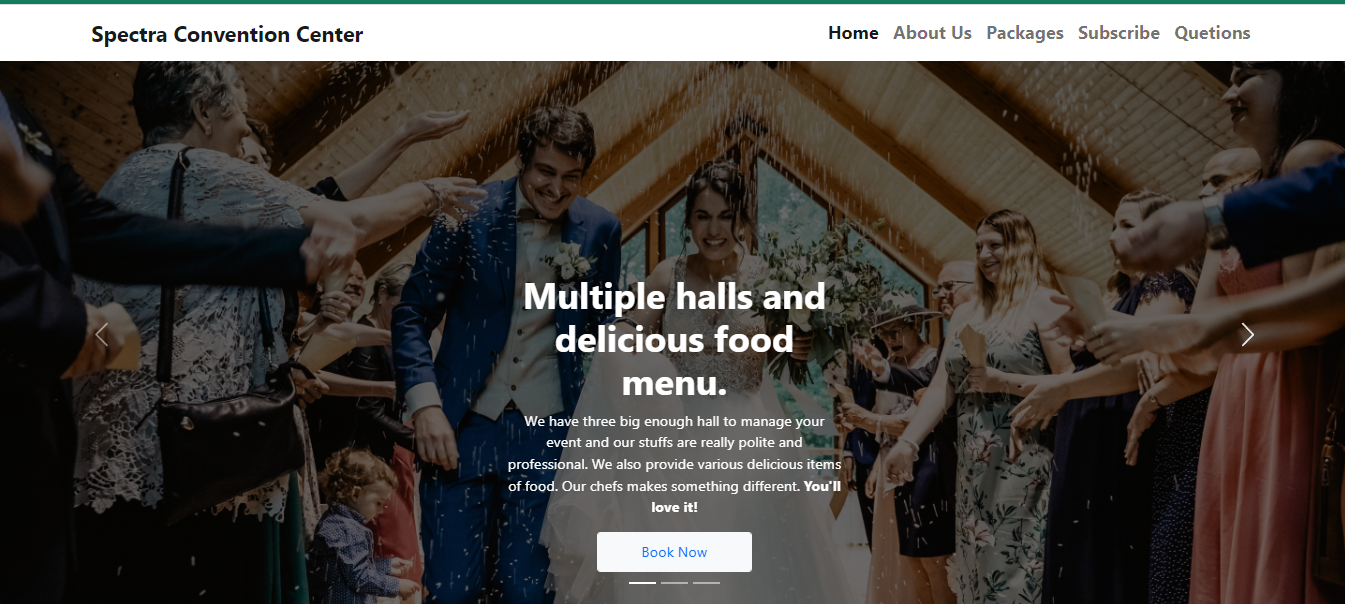 Spectra Convention Center
Home About Us Packages Subscribe Quetions
Multiple halls and
delicious food
menu.
We have three big enough hall to manage your
event and our stuffs are really polite and
professional. We also provide various delicious items
of food. Our chefs makes something different. You'll
love it!
Book Now